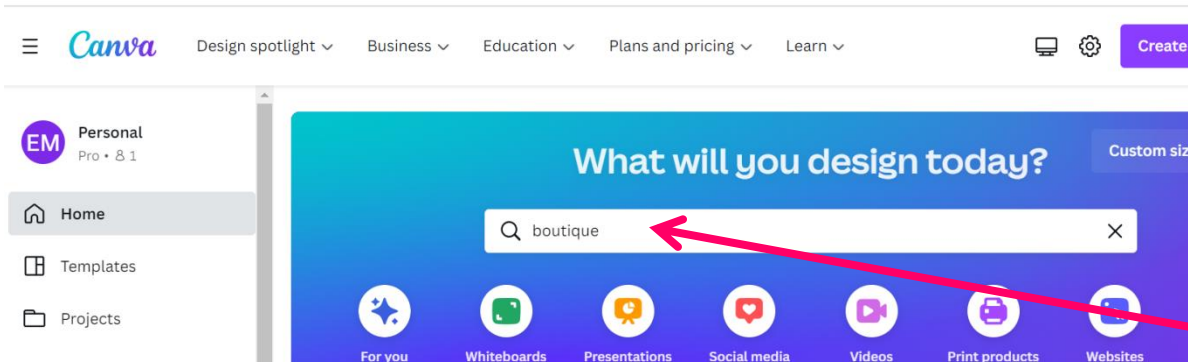 Canva Design spotlight Business Education Plans and pricing Learn Create
EM Personal
Pro • 1
Home
Templates
Projects
What will you design today?
Custom siz
boutique
For you Whiteboards Presentations Social media Videos Print products Websites